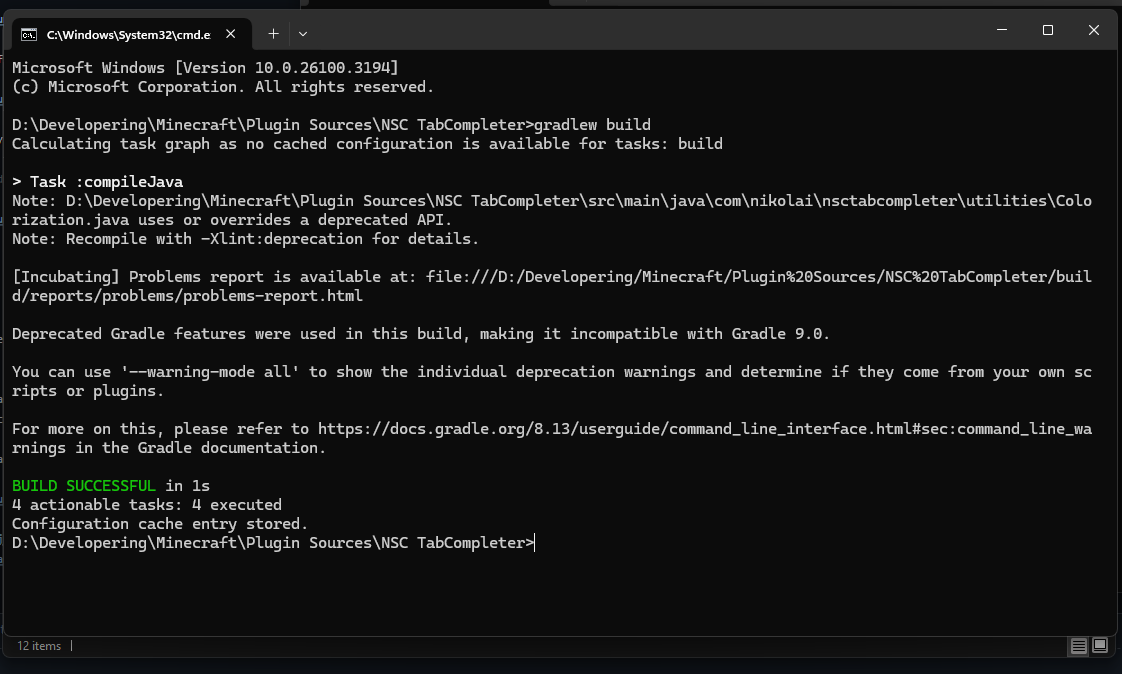 C:\Windows\System32\cmd.e
Microsoft Windows [Version 10.0.26100.3194]
(c) Microsoft Corporation. All rights reserved.
D:\Developering\Minecraft\Plugin Sources\NSC TabCompleter>gradlew build
Calculating task graph as no cached configuration is available for tasks: build
> Task :compileJava
Note: D:\Developering\Minecraft\Plugin Sources\NSC TabCompleter\src\main\java\com\nikolai\nsctabcompleter\utilities\Colo
rization.java uses or overrides a deprecated API.
Note: Recompile with -Xlint:deprecation for details.
[Incubating] Problems report is available at: file:///D:/Developering/Minecraft/Plugin%20Sources/NSC%20TabCompleter/buil
d/reports/problems/problems-report.html
Deprecated Gradle features were used in this build, making it incompatible with Gradle 9.0.
You can use '--warning-mode all' to show the individual deprecation warnings and determine if they come from your own sc
ripts or plugins.
For more on this, please refer to https://docs.gradle.org/8.13/userguide/command_line_interface.html#sec:command_line_wa
rnings in the Gradle documentation.
BUILD SUCCESSFUL in 1s
4 actionable tasks: 4 executed
Configuration cache entry stored.
D:\Developering\Minecraft\Plugin Sources\NSC TabCompleter>
12 items